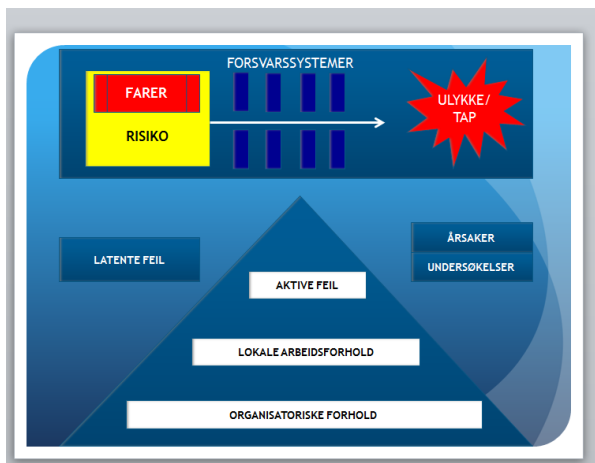 FORSVARSSYSTEMER
FARER
RISIKO
ULYKKE/
TAP
LATENTE FEIL
ÅRSAKER
UNDERSØKELSER
AKTIVE FEIL
LOKALE ARBEIDSFORHOLD
ORGANISATORISKE FORHOLD